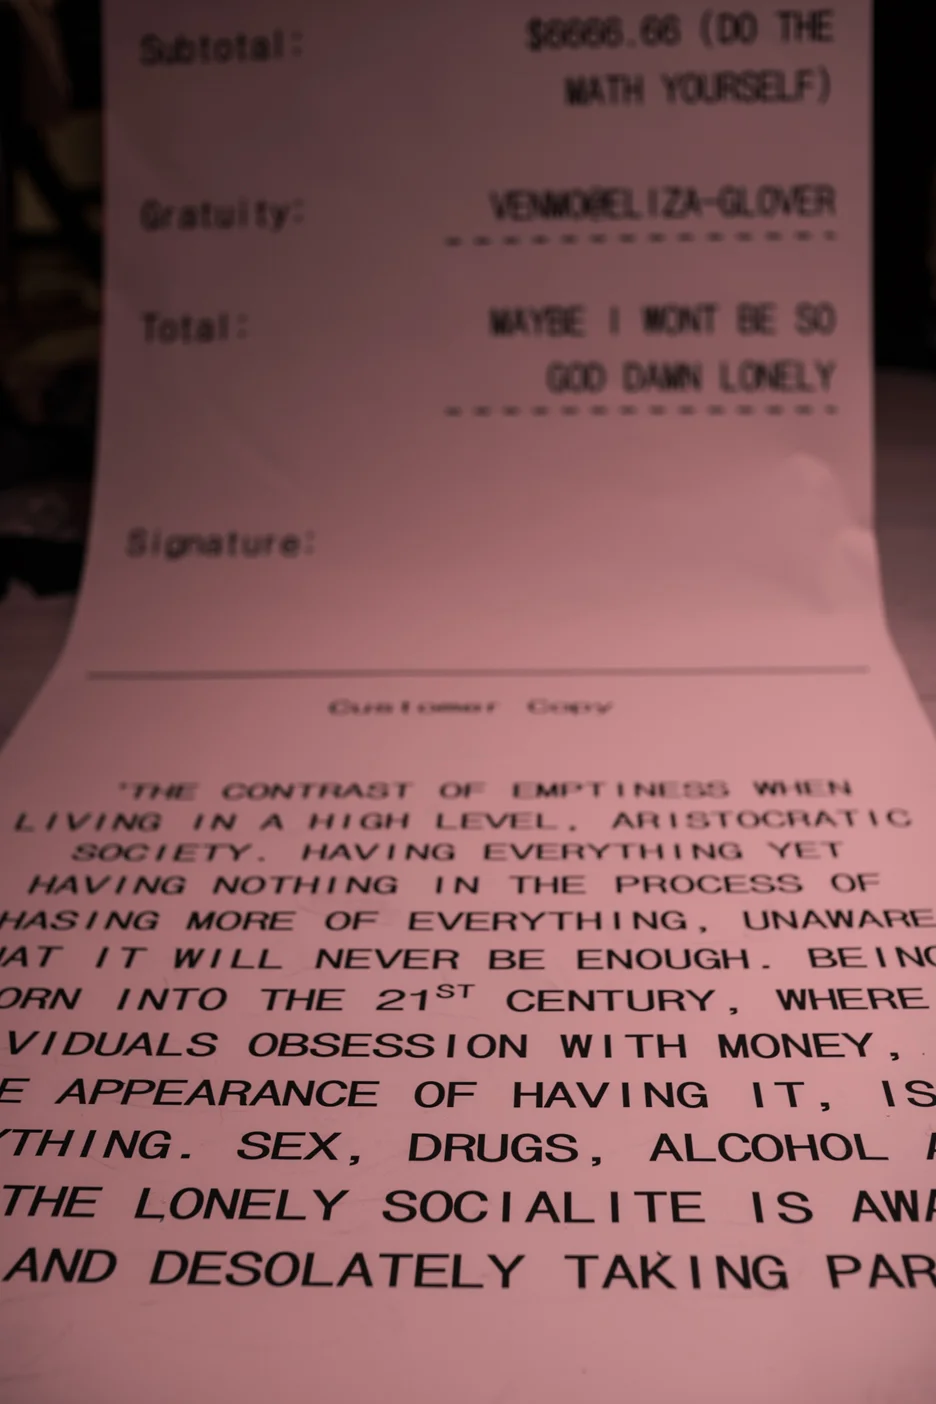 Subtotal: $6666.66 (DO THE
MATH YOURSELF)
Gratuity: VENMO@ELIZA-GLOVER
Total: MAYBE I WONT BE SO
GOD DAMN LONELY
Signature:
Customer Copy
"THE CONTRAST OF EMPTINESS WHEN
LIVING IN A HIGH LEVEL, ARISTOCRATIC
SOCIETY. HAVING EVERYTHING YET
HAVING NOTHING IN THE PROCESS OF
HASING MORE OF EVERYTHING, UNAWARE
AT IT WILL NEVER BE ENOUGH. BEING
ORN INTO THE 21ST CENTURY, WHERE
VIDUALS OBSESSION WITH MONEY,
E APPEARANCE OF HAVING IT, IS
YTHING. SEX, DRUGS, ALCOHOL
THE LONELY SOCIALITE IS AWA
AND DESOLATELY TAKING PAR